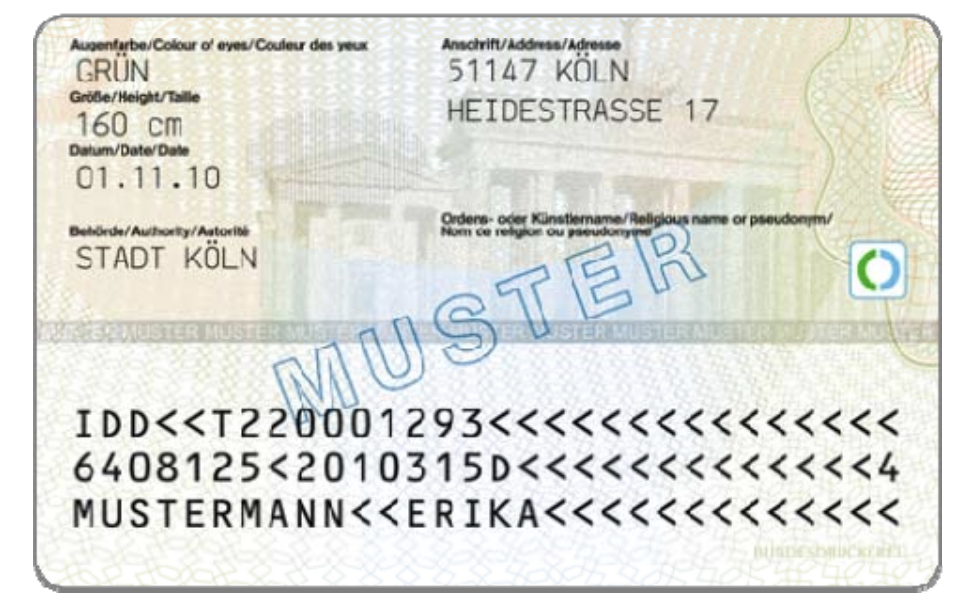 Augenfarbe/Colour of eyes/Couleur des yeux
GRÜN
Größe/Height/Taille
160 cm
Datum/Date/Date
01.11.10
Behörde/Authority/Autorité
STADT KÖLN
Anschrift/Address/Adresse
51147 KÖLN
HEIDESTRASSE 17
Ordens- oder Künstlername/Religious name or pseudonym/
Nom de religion ou pseudonyme
MUSTER
MUSTER MUSTER MUSTER MUSTER MUSTER MUSTER MUSTER MUSTER
IDD<<T220001293<<<<<<<<<<<<<<<
6408125<2010315D<<<<<<<<<<<<<4
MUSTERMANN<<ERIKA<<<<<<<<<<<<<
BUNDESDRUCKEREI